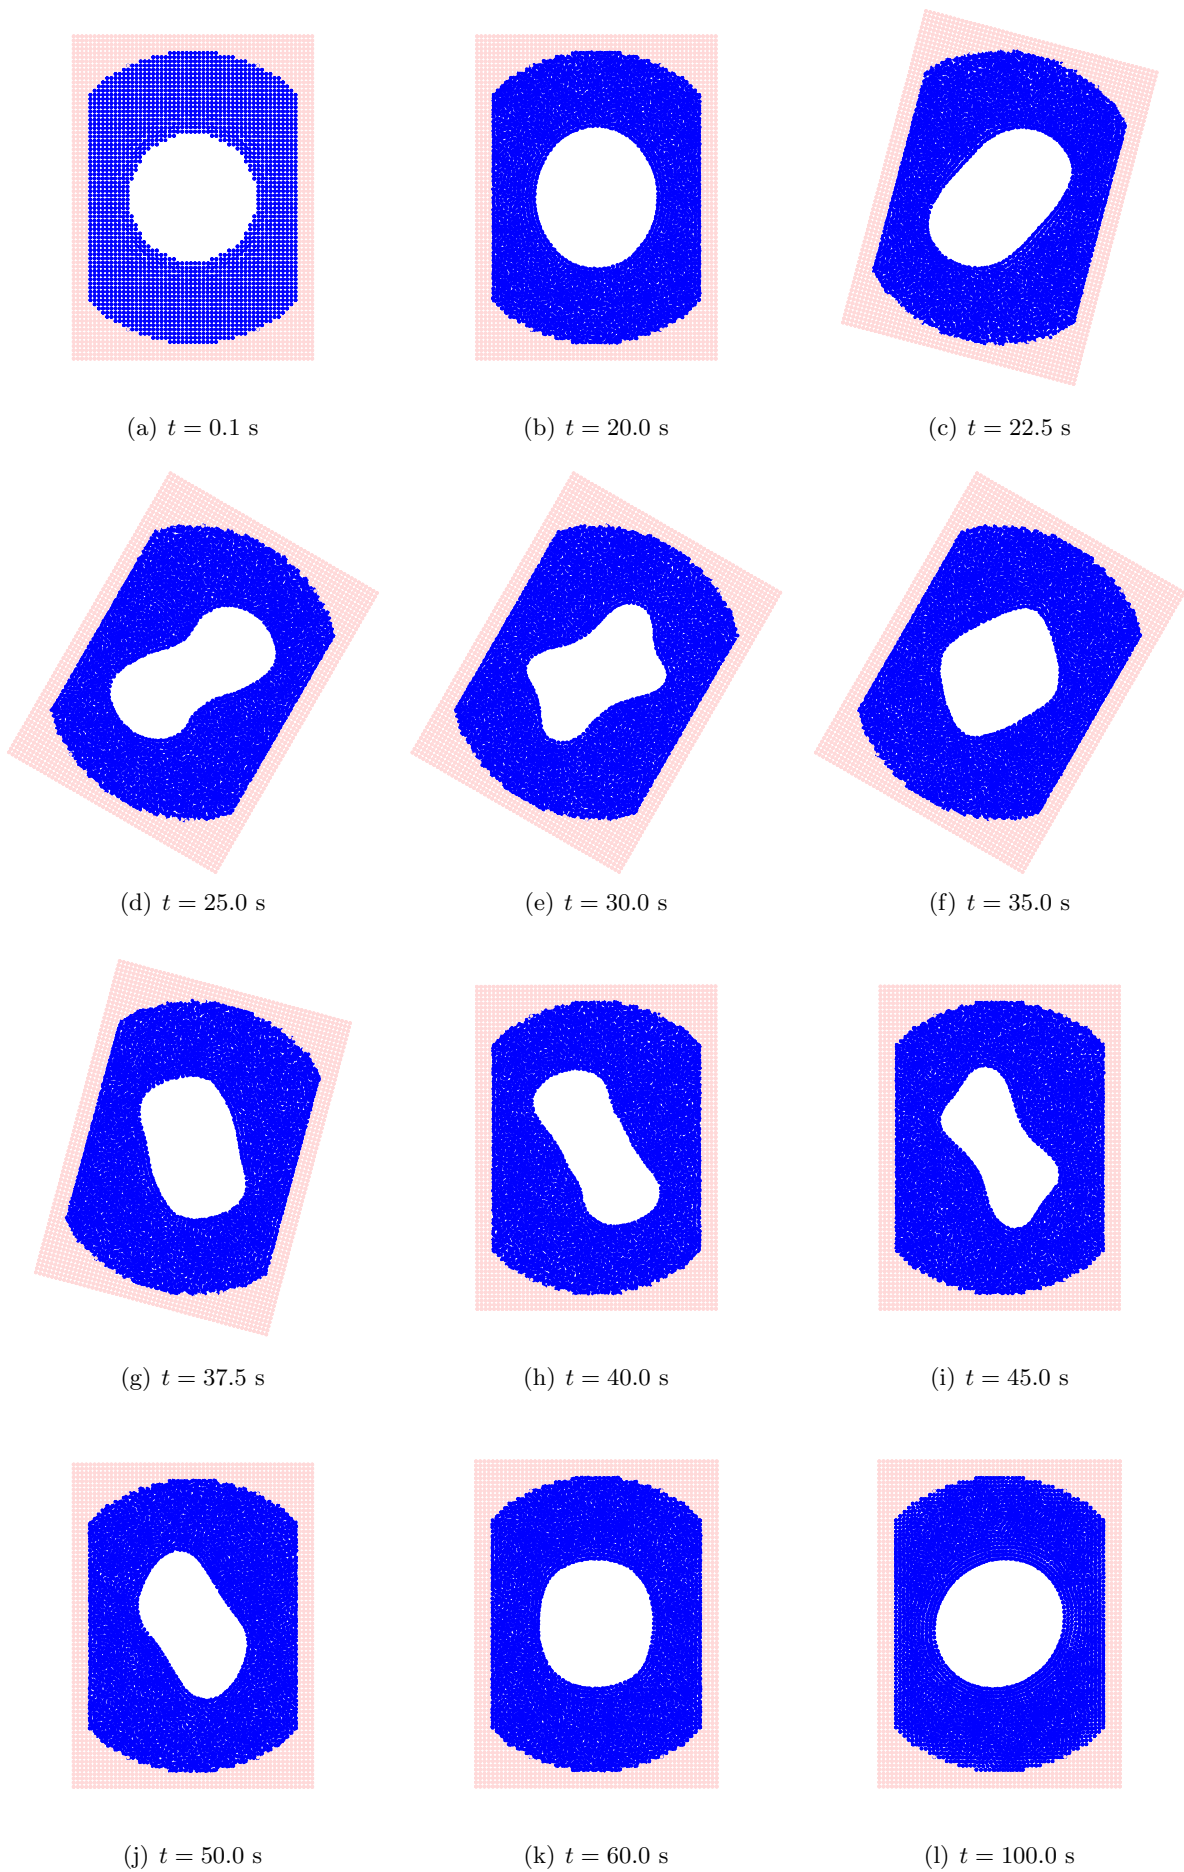 (a) t = 0.1 s
(b) t = 20.0 s
(c) t = 22.5 s
(d) t = 25.0 s
(e) t = 30.0 s
(f) t = 35.0 s
(g) t = 37.5 s
(h) t = 40.0 s
(i) t = 45.0 s
(j) t = 50.0 s
(k) t = 60.0 s
(l) t = 100.0 s